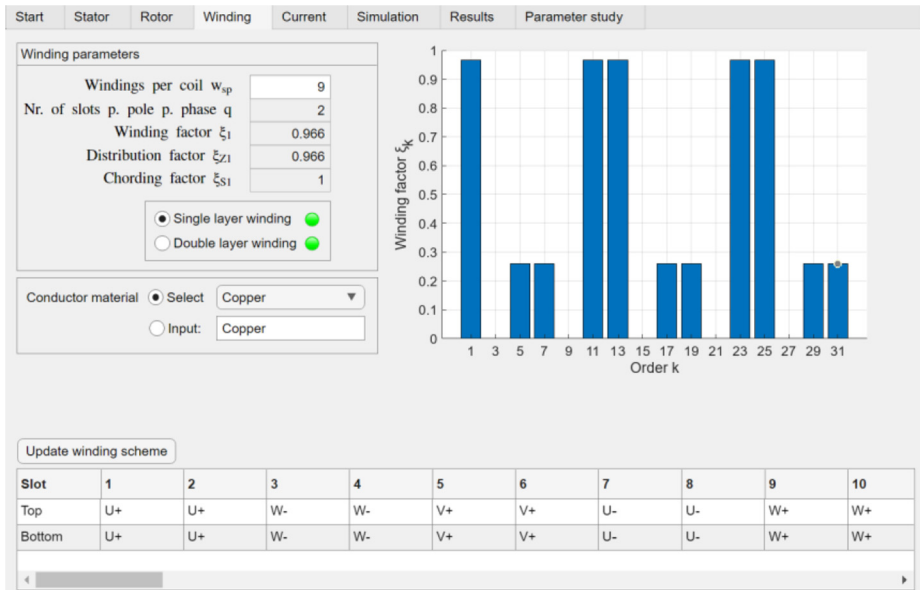 Start Stator Rotor Winding Current Simulation Results Parameter study
Winding parameters
Windings per coil w_sp 9
Nr. of slots p. pole p. phase q 2
Winding factor ξ_1 0.966
Distribution factor ξ_Z1 0.966
Chording factor ξ_S1 1
Single layer winding
Double layer winding
Conductor material Select Copper
Input: Copper
1
0.9
0.8
0.7
0.6
0.5
0.4
0.3
0.2
0.1
0
Winding factor ξ_k
1 3 5 7 9 11 13 15 17 19 21 23 25 27 29 31
Order k
Update winding scheme
Slot 1 2 3 4 5 6 7 8 9 10
Top U+ U+ W- W- V+ V+ U- U- W+ W+
Bottom U+ U+ W- W- V+ V+ U- U- W+ W+